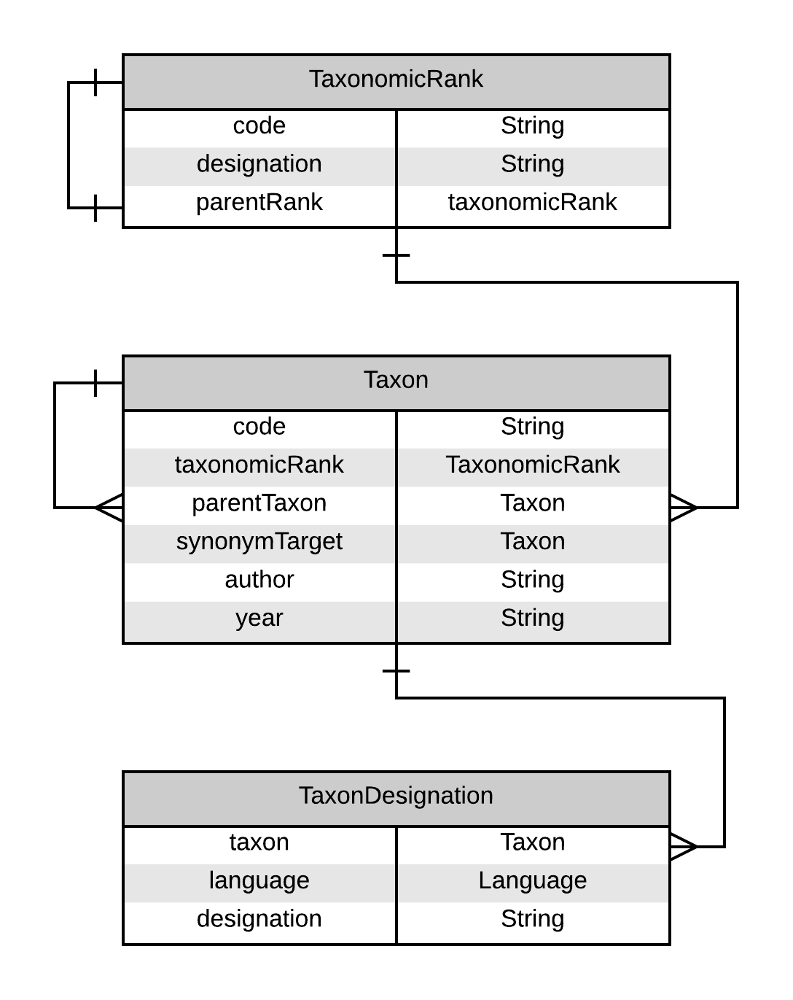 TaxonomicRank
code String
designation String
parentRank taxonomicRank
Taxon
code String
taxonomicRank TaxonomicRank
parentTaxon Taxon
synonymTarget Taxon
author String
year String
TaxonDesignation
taxon Taxon
language Language
designation String